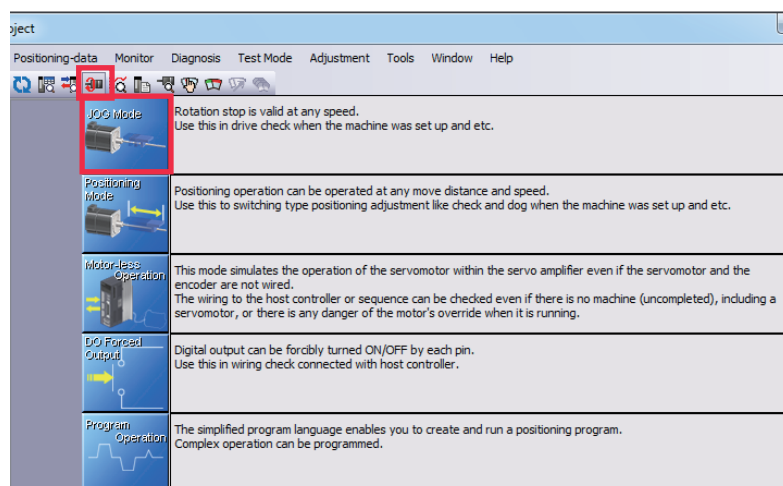 oject
Positioning-data Monitor Diagnosis Test Mode Adjustment Tools Window Help
JOG Mode
Rotation stop is valid at any speed.
Use this in drive check when the machine was set up and etc.
Positioning
Mode
Positioning operation can be operated at any move distance and speed.
Use this to switching type positioning adjustment like check and dog when the machine was set up and etc.
Motor-less
Operation
This mode simulates the operation of the servomotor within the servo amplifier even if the servomotor and the
encoder are not wired.
The wiring to the host controller or sequence can be checked even if there is no machine (uncompleted), including a
servomotor, or there is any danger of the motor's override when it is running.
DO Forced
Output
Digital output can be forcibly turned ON/OFF by each pin.
Use this in wiring check connected with host controller.
Program
Operation
The simplified program language enables you to create and run a positioning program.
Complex operation can be programmed.